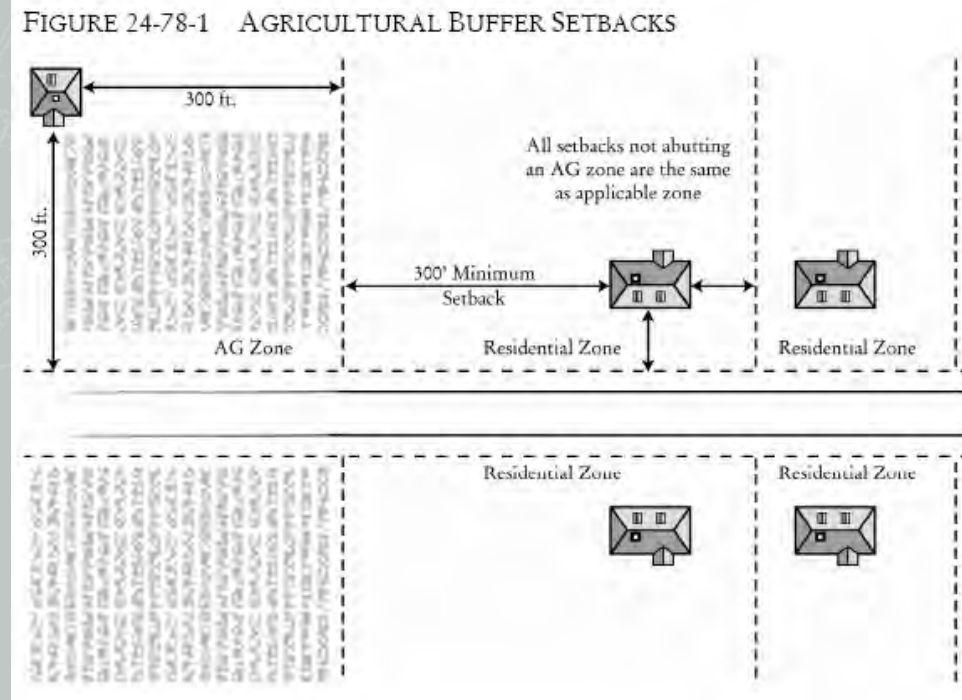 FIGURE 24-78-1 AGRICULTURAL BUFFER SETBACKS
300 ft.
All setbacks not abutting
an AG zone are the same
as applicable zone
300 ft.
300' Minimum
Setback
AG Zone
Residential Zone
Residential Zone
Residential Zone
Residential Zone